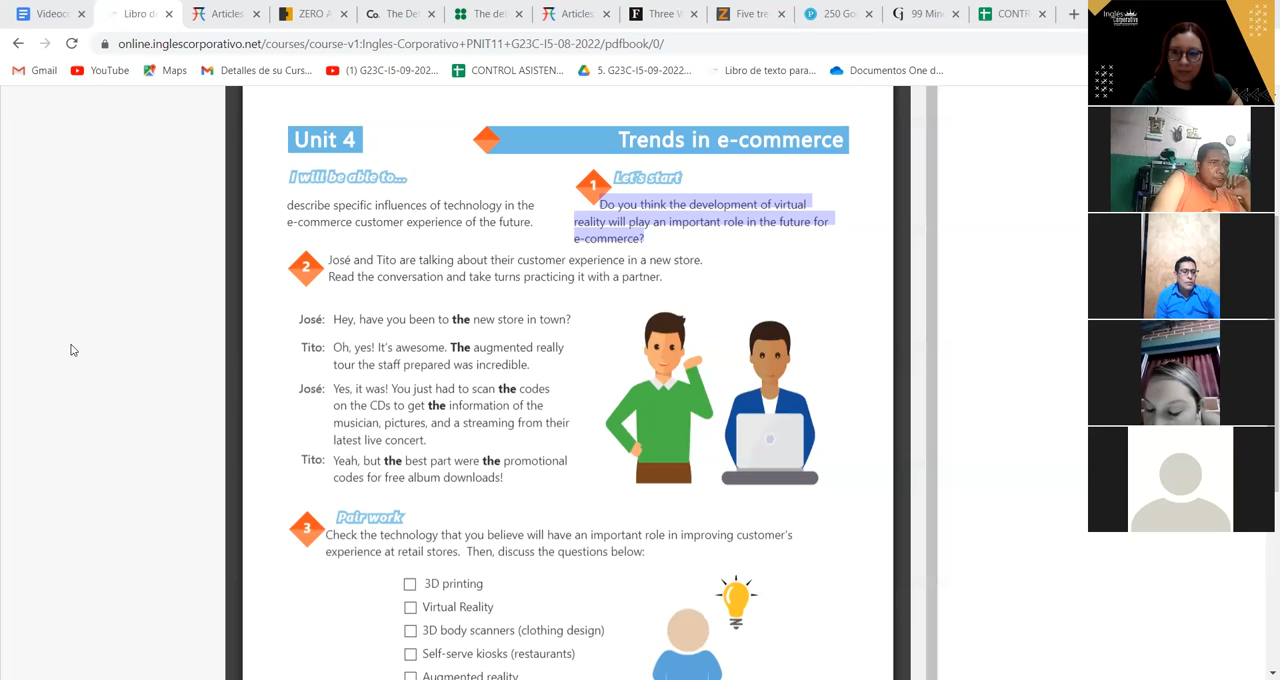 Videoc
Libro de
Articles
ZERO A
Co. The De
The de
Articles
Three V
Five tre
250 Go
99 Min
CONTR
online.inglescorporativo.net/courses/course-v1:Ingles-Corporativo+PNIT11+G23C-I5-08-2022/pdfbook/0/
Gmail
YouTube
Maps
Detalles de su Curs...
(1) G23C-I5-09-202...
CONTROL ASISTEN...
5. G23C-I5-09-2022...
Libro de texto para...
Documentos One d...
Inglés
Corporativo
Unit 4
Trends in e-commerce
I will be able to...
describe specific influences of technology in the
e-commerce customer experience of the future.
1 Let's start
Do you think the development of virtual
reality will play an important role in the future for
e-commerce?
2 José and Tito are talking about their customer experience in a new store.
Read the conversation and take turns practicing it with a partner.
José: Hey, have you been to the new store in town?
Tito: Oh, yes! It's awesome. The augmented really
tour the staff prepared was incredible.
José: Yes, it was! You just had to scan the codes
on the CDs to get the information of the
musician, pictures, and a streaming from their
latest live concert.
Tito: Yeah, but the best part were the promotional
codes for free album downloads!
3 Pair work
Check the technology that you believe will have an important role in improving customer's
experience at retail stores. Then, discuss the questions below:
3D printing
Virtual Reality
3D body scanners (clothing design)
Self-serve kiosks (restaurants)
Augmented reality